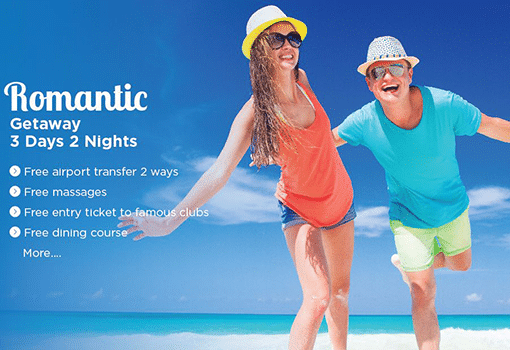 Romantic
Getaway
3 Days 2 Nights
Free airport transfer 2 ways
Free massages
Free entry ticket to famous clubs
Free dining course
More....